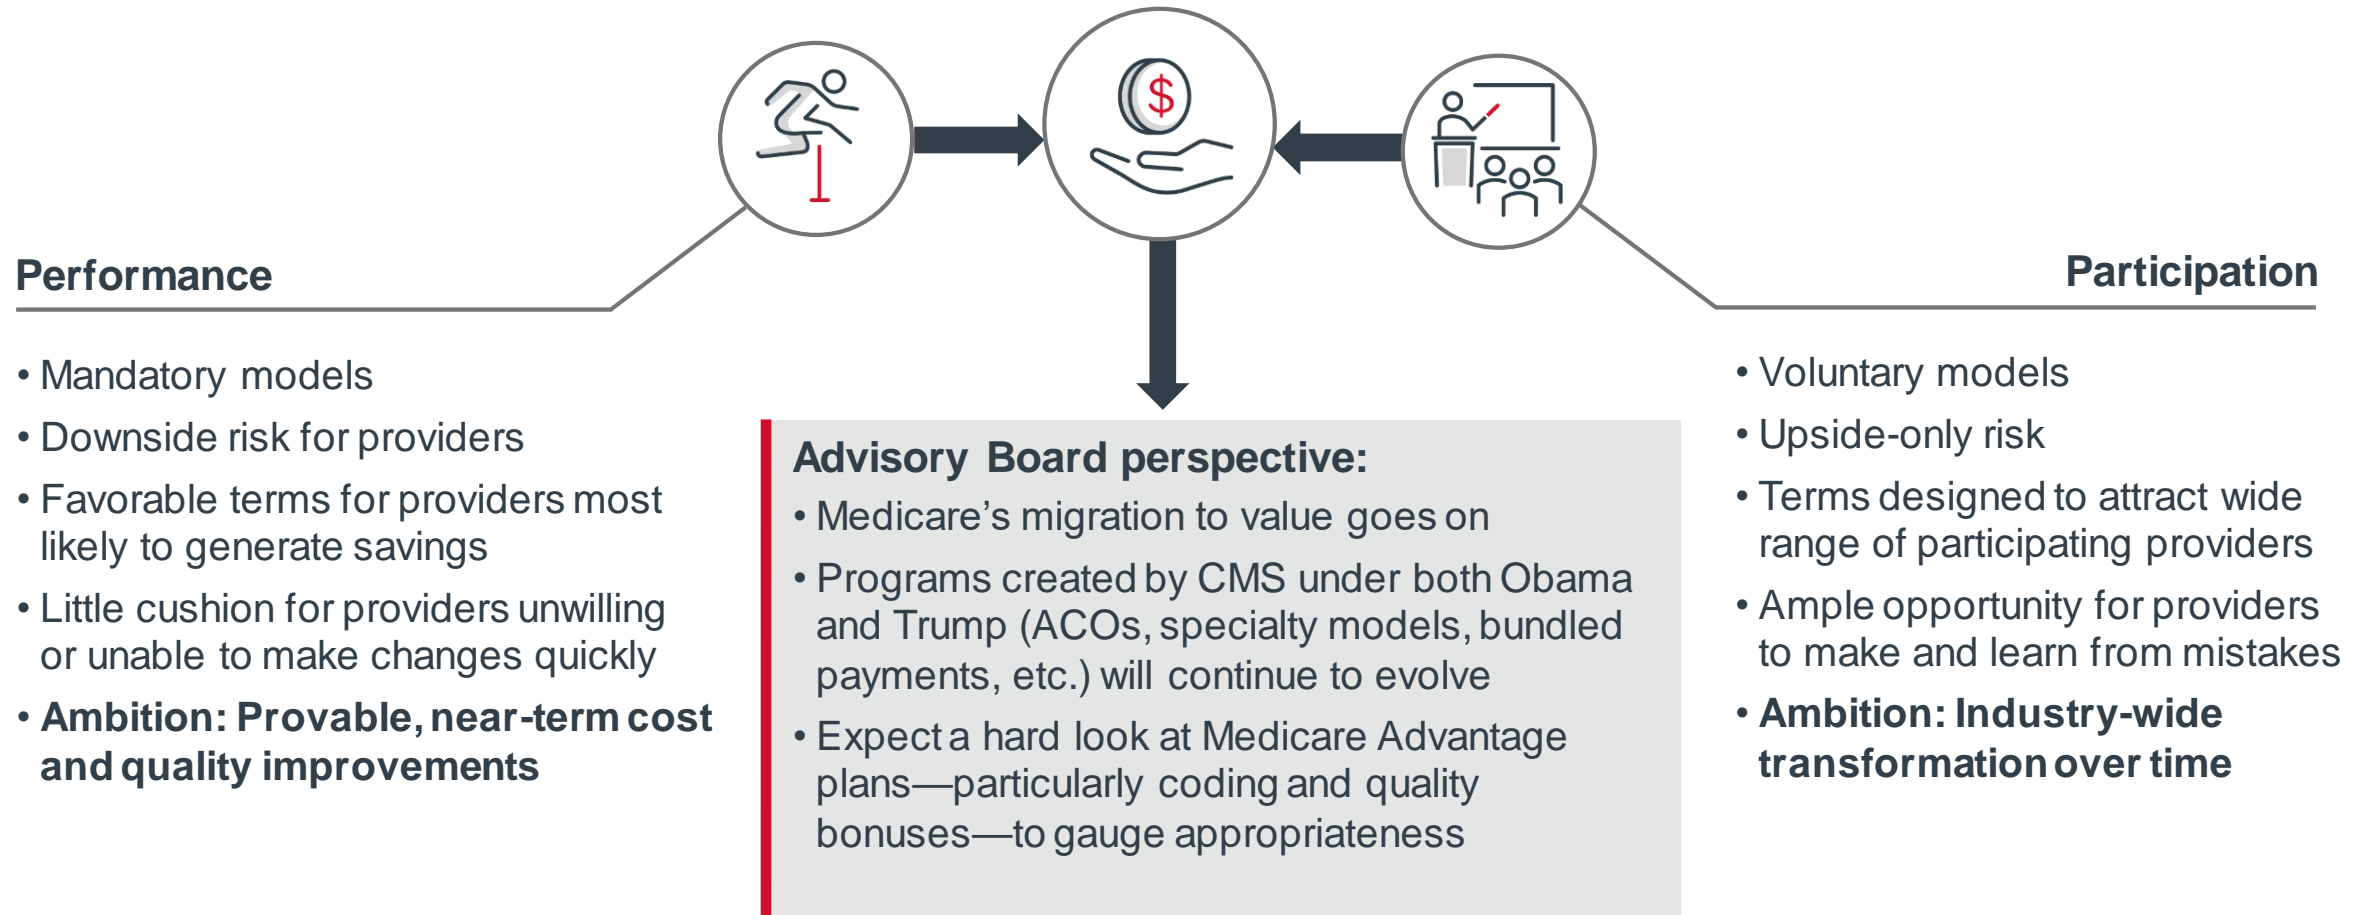 $
Performance
• Mandatory models
• Downside risk for providers
• Favorable terms for providers most
likely to generate savings
• Little cushion for providers unwilling
or unable to make changes quickly
• Ambition: Provable, near-term cost
and quality improvements
Advisory Board perspective:
• Medicare’s migration to value goes on
• Programs created by CMS under both Obama
and Trump (ACOs, specialty models, bundled
payments, etc.) will continue to evolve
• Expect a hard look at Medicare Advantage
plans—particularly coding and quality
bonuses—to gauge appropriateness
Participation
• Voluntary models
• Upside-only risk
• Terms designed to attract wide
range of participating providers
• Ample opportunity for providers
to make and learn from mistakes
• Ambition: Industry-wide
transformation over time